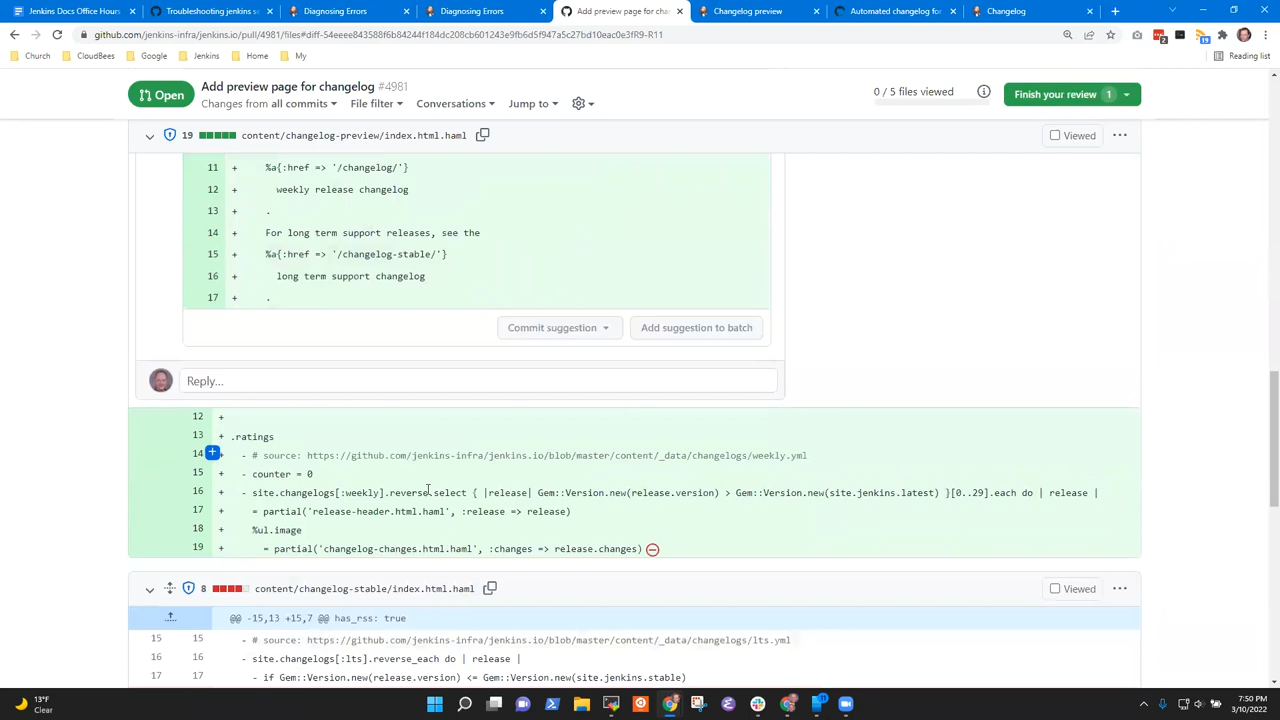 Jenkins Docs Office Hours
Troubleshooting jenkins s
Diagnosing Errors
Diagnosing Errors
Add preview page for cha
Changelog preview
Automated changelog for
Changelog
github.com/jenkins-infra/jenkins.io/pull/4981/files#diff-54eeee843588f6b84244f184dc208cb601243e9fb6d5f947a5c27bd10eac0e3fR9-R11
Church
CloudBees
Google
Jenkins
Home
My
Reading list
Open
Add preview page for changelog #4981
Changes from all commits
File filter
Conversations
Jump to
0 / 5 files viewed
Finish your review 1
19 content/changelog-preview/index.html.haml
Viewed
11 + %a{:href => '/changelog/'}
12 + weekly release changelog
13 + .
14 + For long term support releases, see the
15 + %a{:href => '/changelog-stable/'}
16 + long term support changelog
17 + .
Commit suggestion
Add suggestion to batch
Reply...
12 +
13 + .ratings
14 + - # source: https://github.com/jenkins-infra/jenkins.io/blob/master/content/_data/changelogs/weekly.yml
15 + - counter = 0
16 + - site.changelogs[:weekly].reverse.select { |release| Gem::Version.new(release.version) > Gem::Version.new(site.jenkins.latest) }[0..29].each do | release |
17 + = partial('release-header.html.haml', :release => release)
18 + %ul.image
19 + = partial('changelog-changes.html.haml', :changes => release.changes)
8 content/changelog-stable/index.html.haml
Viewed
@@ -15,13 +15,7 @@ has_rss: true
15 15 - # source: https://github.com/jenkins-infra/jenkins.io/blob/master/content/_data/changelogs/lts.yml
16 16 - site.changelogs[:lts].reverse_each do | release |
17 17 - if Gem::Version.new(release.version) <= Gem::Version.new(site.jenkins.stable)
13°F
Clear
7:50 PM
3/10/2022